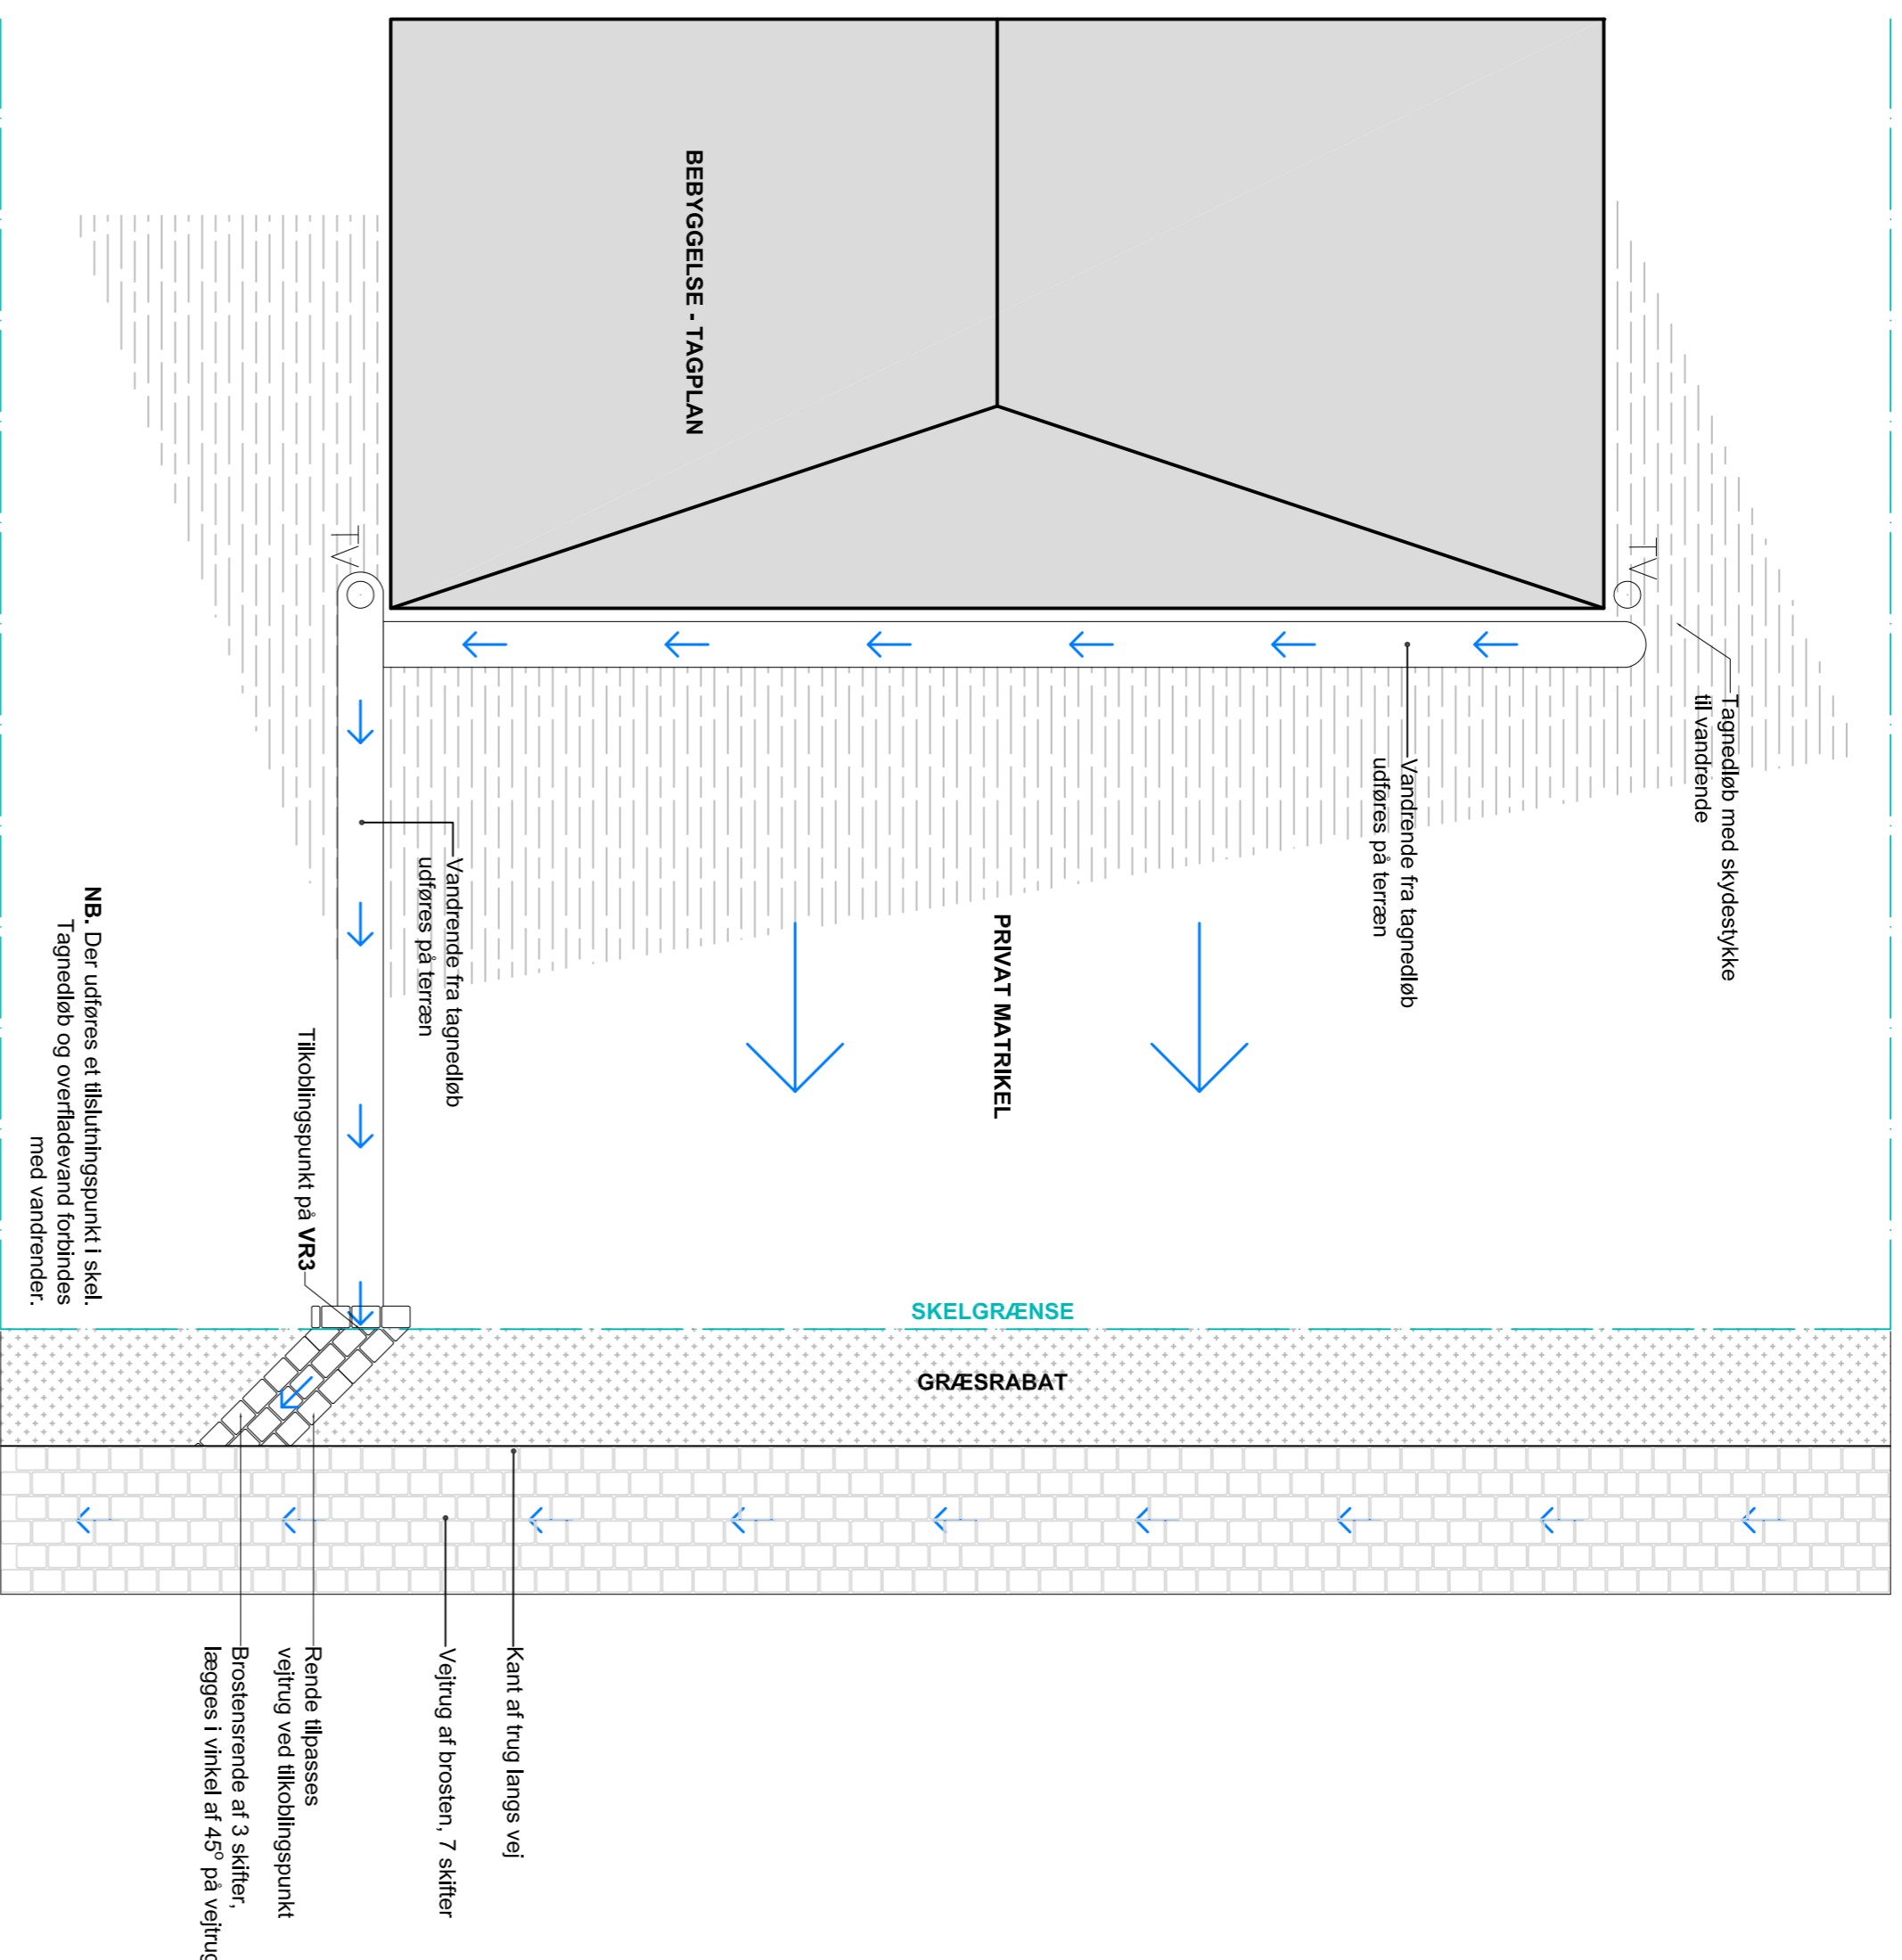 BEBYGGELSE - TAGPLAN
TV
TV
Tagnedløb med skydestykke
til vandrende
Vandrende fra tagnedløb
udføres på terræn
Vandrende fra tagnedløb
udføres på terræn
PRIVAT MATRIKEL
NB. Der udføres et tilslutningspunkt i skel.
Tagnedløb og overfladevand forbindes
med vandrender.
Tilkoblingspunkt på VR3
SKELGRÆNSE
GRÆSRABAT
Kant af trug langs vej
Vejtrug af brosten, 7 skifter
Rende tilpasses
vejtrug ved tilkoblingspunkt
Brostensrende af 3 skifter,
lægges i vinkel af 45° på vejtrug